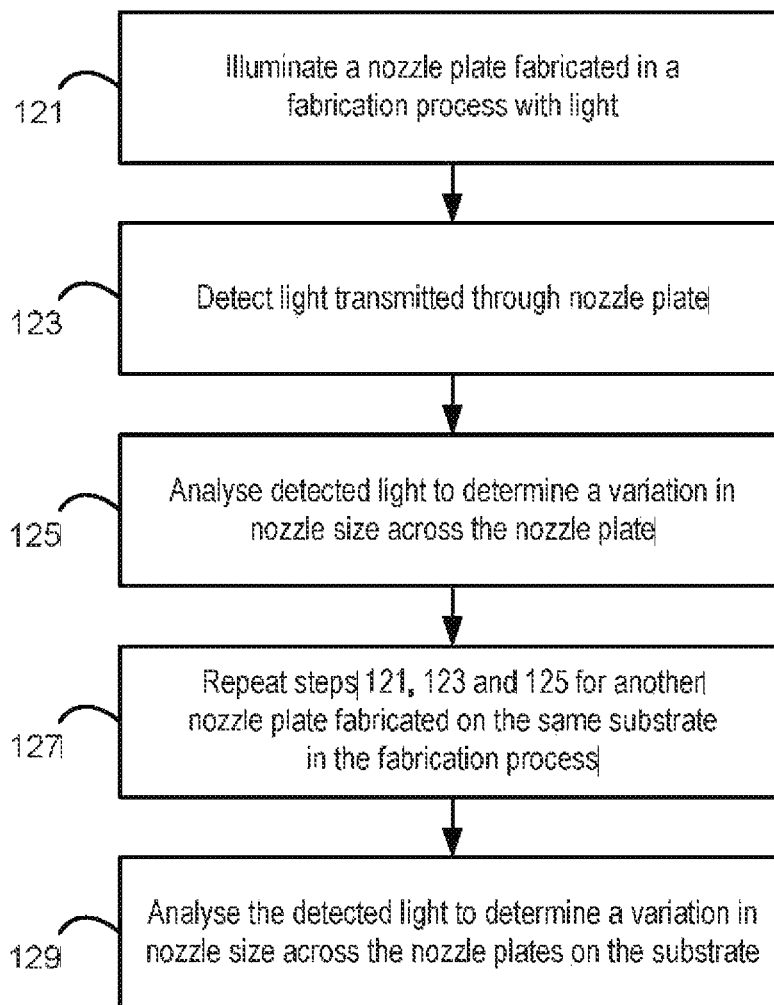 Illuminate a nozzle plate fabricated in a
fabrication process with light
121
Detect light transmitted through nozzle plate
123
Analyse detected light to determine a variation in
nozzle size across the nozzle plate
125
Repeat steps 121, 123 and 125 for another
nozzle plate fabricated on the same substrate
in the fabrication process
127
Analyse the detected light to determine a variation in
nozzle size across the nozzle plates on the substrate
129